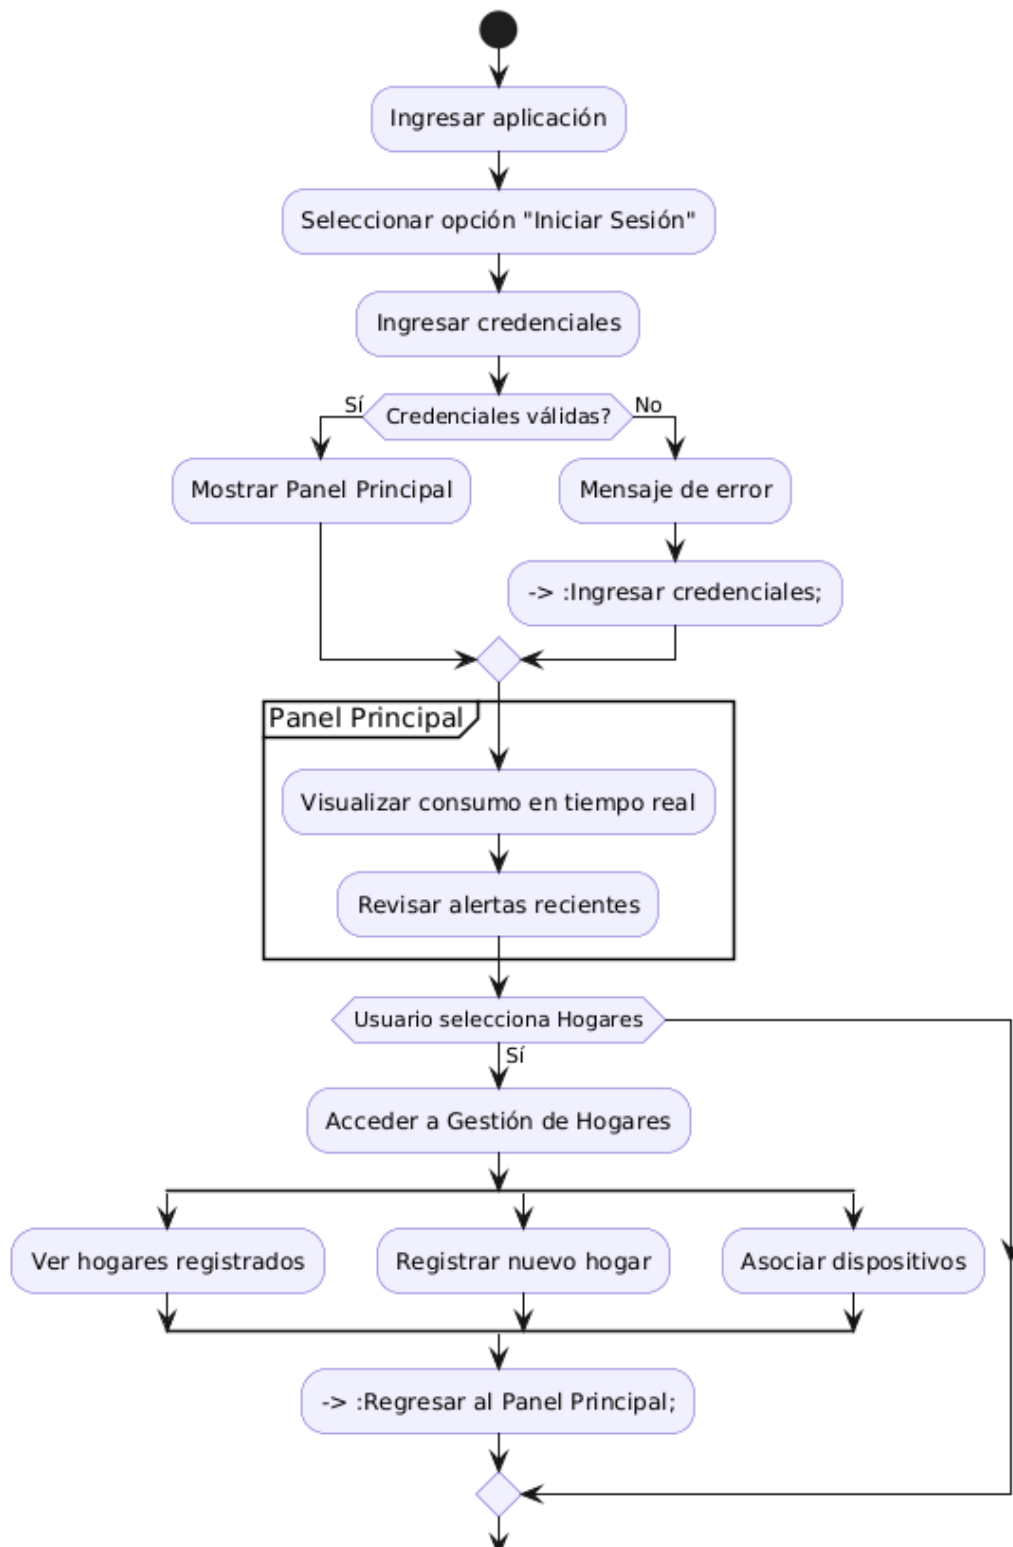 Ingresar aplicación
Seleccionar opción "Iniciar Sesión"
Ingresar credenciales
Sí
Credenciales válidas?
No
Mostrar Panel Principal
Mensaje de error
-> :Ingresar credenciales;
Panel Principal
Visualizar consumo en tiempo real
Revisar alertas recientes
Usuario selecciona Hogares
Sí
Acceder a Gestión de Hogares
Ver hogares registrados
Registrar nuevo hogar
Asociar dispositivos
-> :Regresar al Panel Principal;